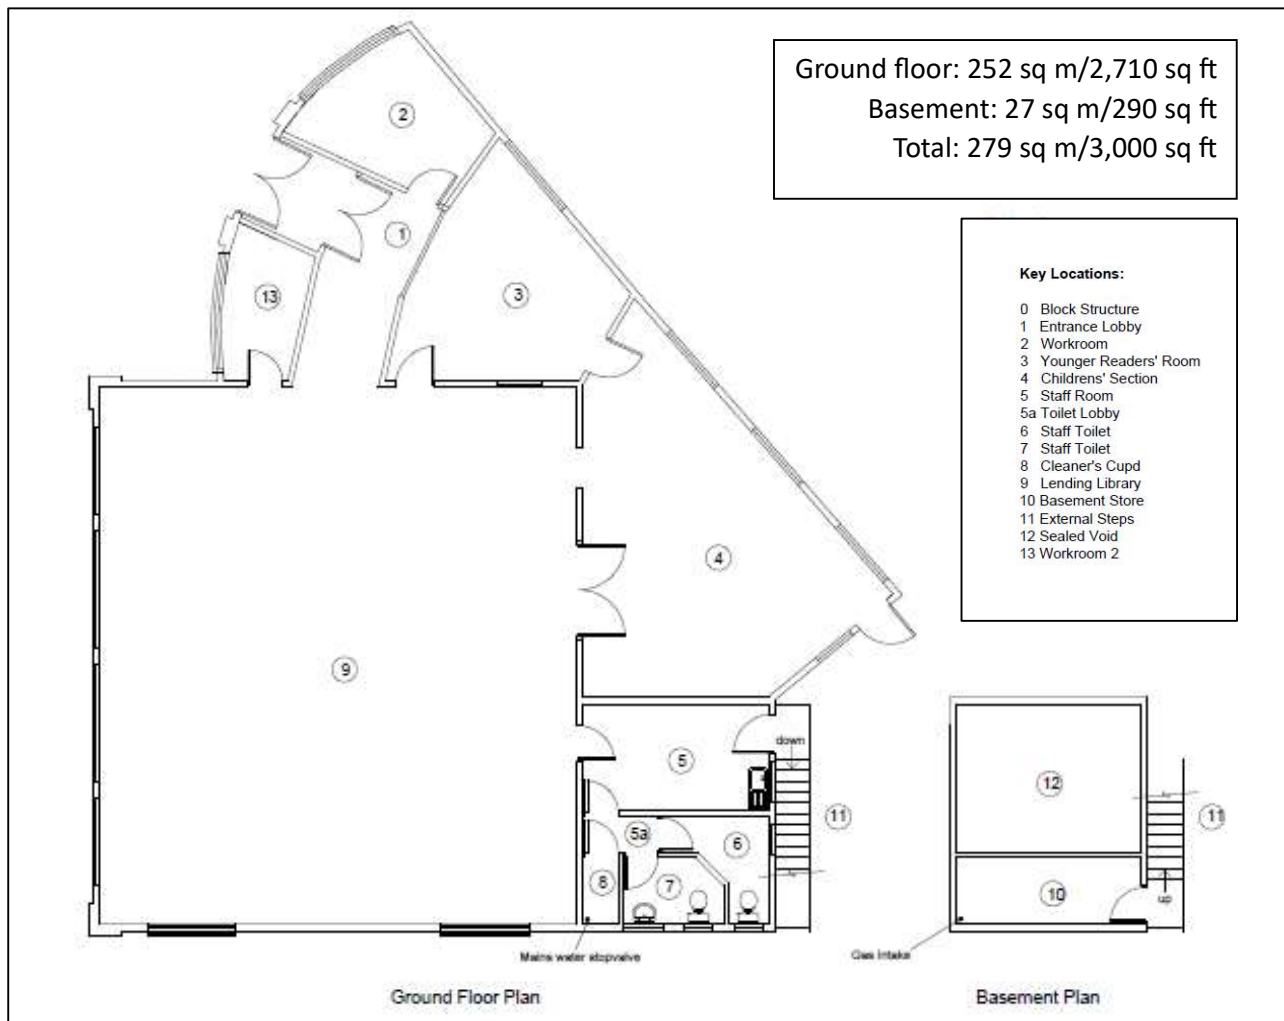 Ground floor: 252 sq m/2,710 sq ft
Basement: 27 sq m/290 sq ft
Total: 279 sq m/3,000 sq ft
Key Locations:
0 Block Structure
1 Entrance Lobby
2 Workroom
3 Younger Readers' Room
4 Childrens' Section
5 Staff Room
5a Toilet Lobby
6 Staff Toilet
7 Staff Toilet
8 Cleaner's Cupd
9 Lending Library
10 Basement Store
11 External Steps
12 Sealed Void
13 Workroom 2
2
1
13
3
4
9
5
down
11
5a
6
8
7
Mains water stopvalve
Ground Floor Plan
12
11
10
up
Gas Intake
Basement Plan